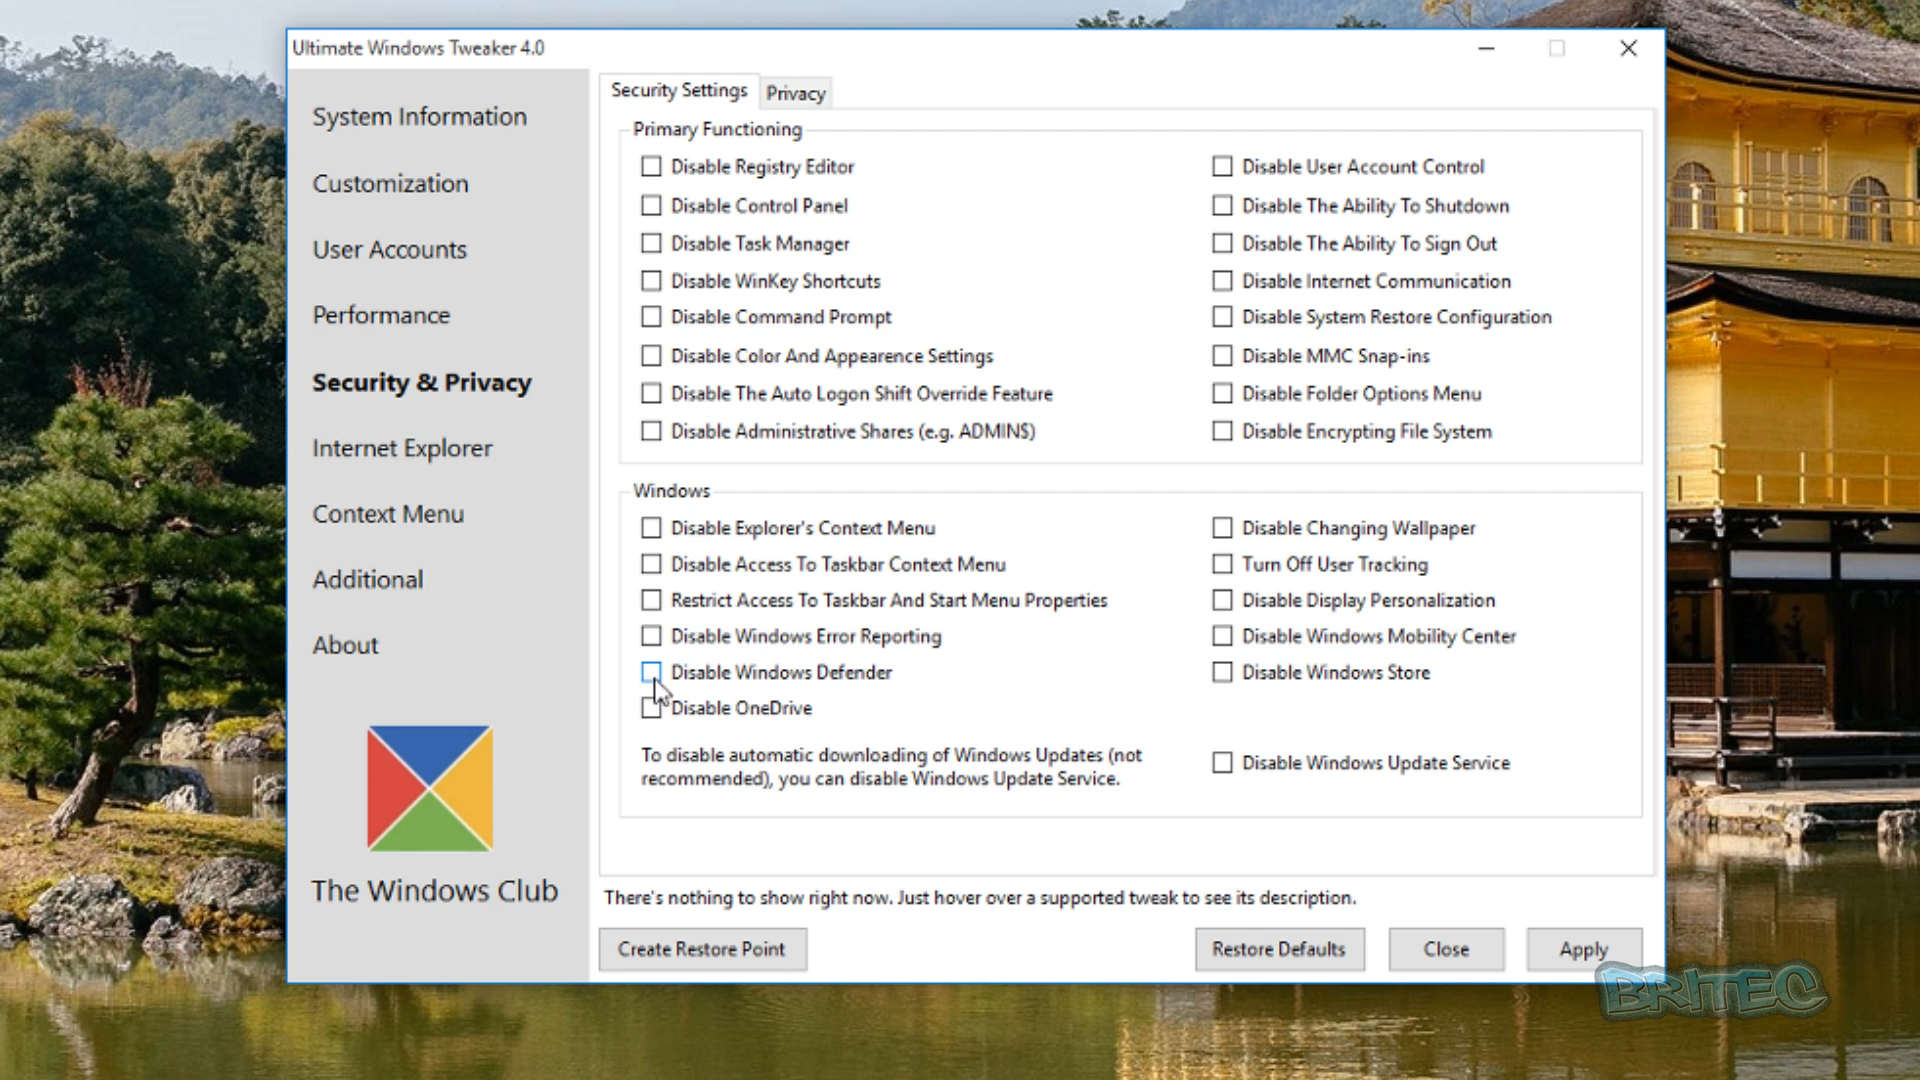 Ultimate Windows Tweaker 4.0
System Information
Customization
User Accounts
Performance
Security & Privacy
Internet Explorer
Context Menu
Additional
About
The Windows Club
Security Settings
Privacy
Primary Functioning
Disable Registry Editor
Disable Control Panel
Disable Task Manager
Disable WinKey Shortcuts
Disable Command Prompt
Disable Color And Appearence Settings
Disable The Auto Logon Shift Override Feature
Disable Administrative Shares (e.g. ADMIN$)
Disable User Account Control
Disable The Ability To Shutdown
Disable The Ability To Sign Out
Disable Internet Communication
Disable System Restore Configuration
Disable MMC Snap-ins
Disable Folder Options Menu
Disable Encrypting File System
Windows
Disable Explorer's Context Menu
Disable Access To Taskbar Context Menu
Restrict Access To Taskbar And Start Menu Properties
Disable Windows Error Reporting
Disable Windows Defender
Disable OneDrive
Disable Changing Wallpaper
Turn Off User Tracking
Disable Display Personalization
Disable Windows Mobility Center
Disable Windows Store
To disable automatic downloading of Windows Updates (not
recommended), you can disable Windows Update Service.
Disable Windows Update Service
There's nothing to show right now. Just hover over a supported tweak to see its description.
Create Restore Point
Restore Defaults
Close
Apply
BRITEC